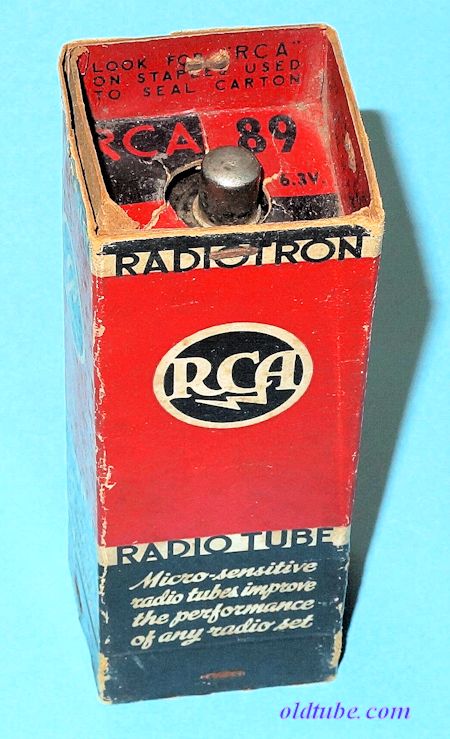 LOOK FOR "RCA"
ON STAPLES USED
TO SEAL CARTON
RCA 89
6.3V.
RADIOTRON
RCA
RADIO TUBE
Micro-sensitive
radio tubes improve
the performance
of any radio set
oldtube.com